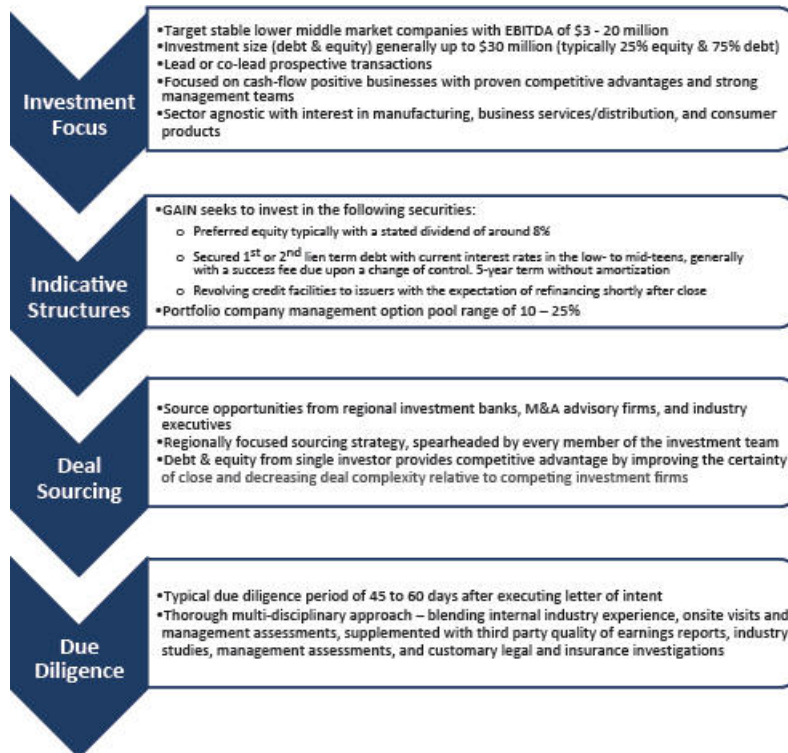 Investment
Focus
•Target stable lower middle market companies with EBITDA of $3 - 20 million
•Investment size (debt & equity) generally up to $30 million (typically 25% equity & 75% debt)
•Lead or co-lead prospective transactions
•Focused on cash-flow positive businesses with proven competitive advantages and strong
management teams
•Sector agnostic with interest in manufacturing, business services/distribution, and consumer
products
Indicative
Structures
•GAIN seeks to invest in the following securities:
o Preferred equity typically with a stated dividend of around 8%
o Secured 1st or 2nd lien term debt with current interest rates in the low- to mid-teens, generally
with a success fee due upon a change of control. 5-year term without amortization
o Revolving credit facilities to issuers with the expectation of refinancing shortly after close
•Portfolio company management option pool range of 10 – 25%
Deal
Sourcing
•Source opportunities from regional investment banks, M&A advisory firms, and industry
executives
•Regionally focused sourcing strategy, spearheaded by every member of the investment team
•Debt & equity from single investor provides competitive advantage by improving the certainty
of close and decreasing deal complexity relative to competing investment firms
Due
Diligence
•Typical due diligence period of 45 to 60 days after executing letter of intent
•Thorough multi-disciplinary approach – blending internal industry experience, onsite visits and
management assessments, supplemented with third party quality of earnings reports, industry
studies, management assessments, and customary legal and insurance investigations